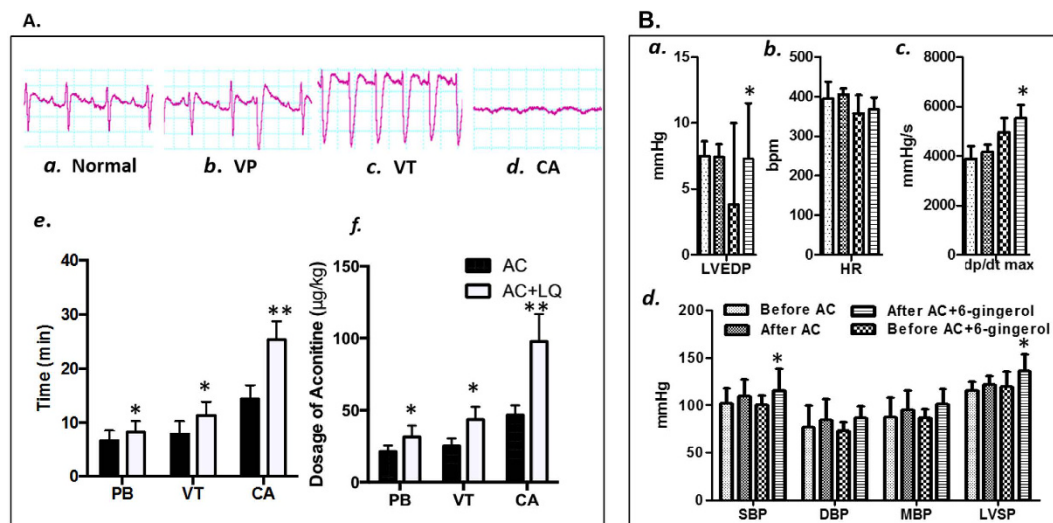 A.
a. Normal
b. VP
c. VT
d. CA
e.
Time (min)
40
30
20
10
0
* * **
PB VT CA
f.
Dosage of Aconitine (µg/kg)
150
100
50
0
AC
AC+LQ
* * **
PB VT CA
B.
a.
mmHg
15
10
5
0
*
LVEDP
b.
bpm
500
400
300
200
100
0
HR
c.
mmHg/s
8000
6000
4000
2000
0
*
dp/dt max
d.
Before AC
After AC+6-gingerol
After AC
Before AC+6-gingerol
mmHg
200
150
100
50
0
* *
SBP DBP MBP LVSP